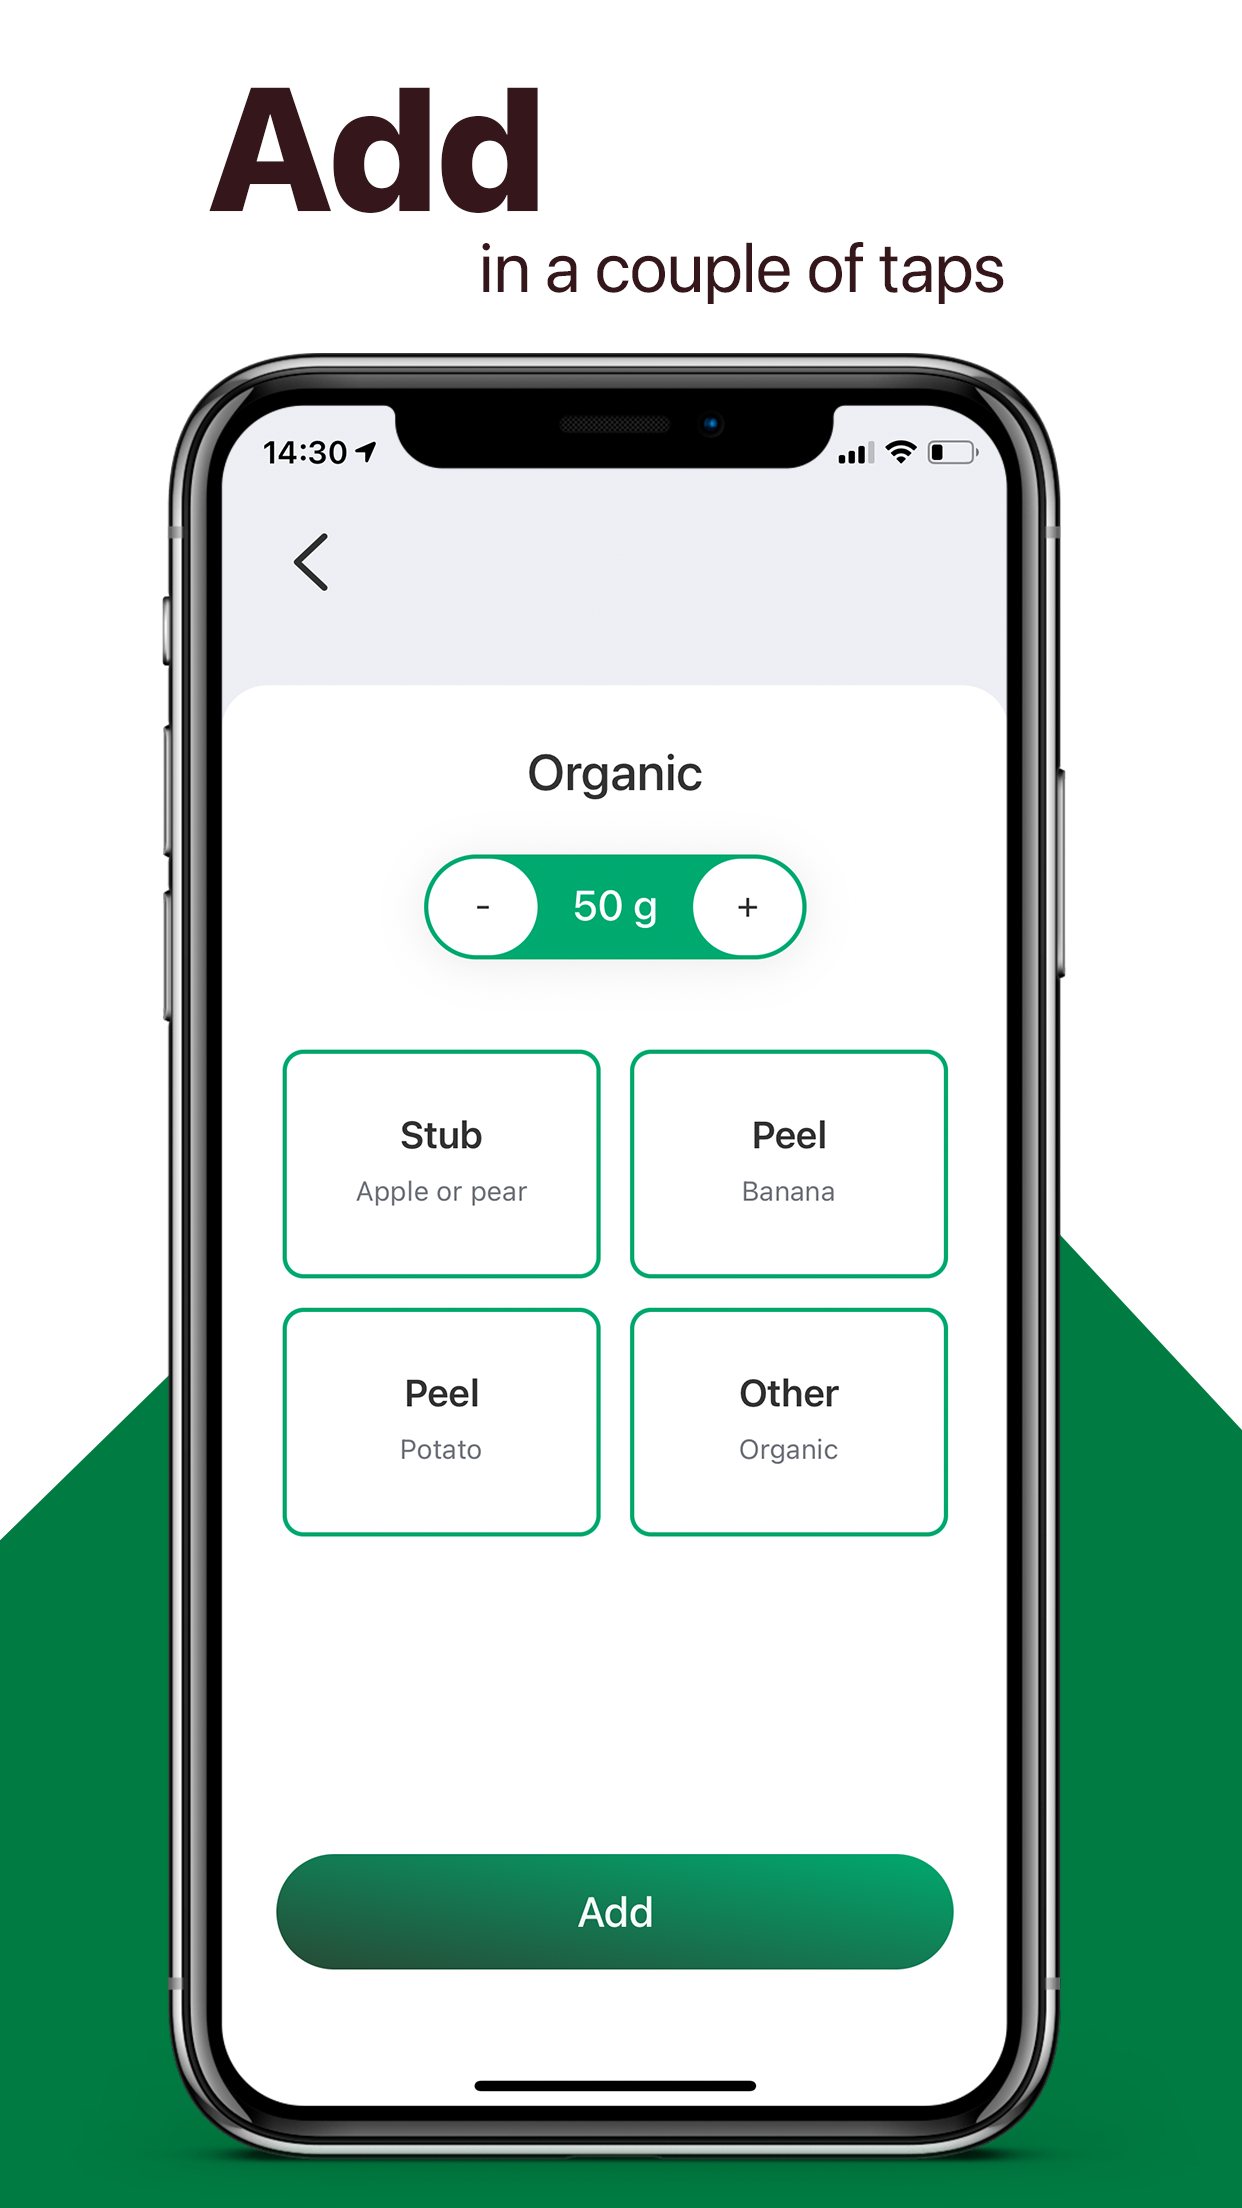 Add
in a couple of taps
14:30
Organic
- 50 g +
Stub
Apple or pear
Peel
Banana
Peel
Potato
Other
Organic
Add